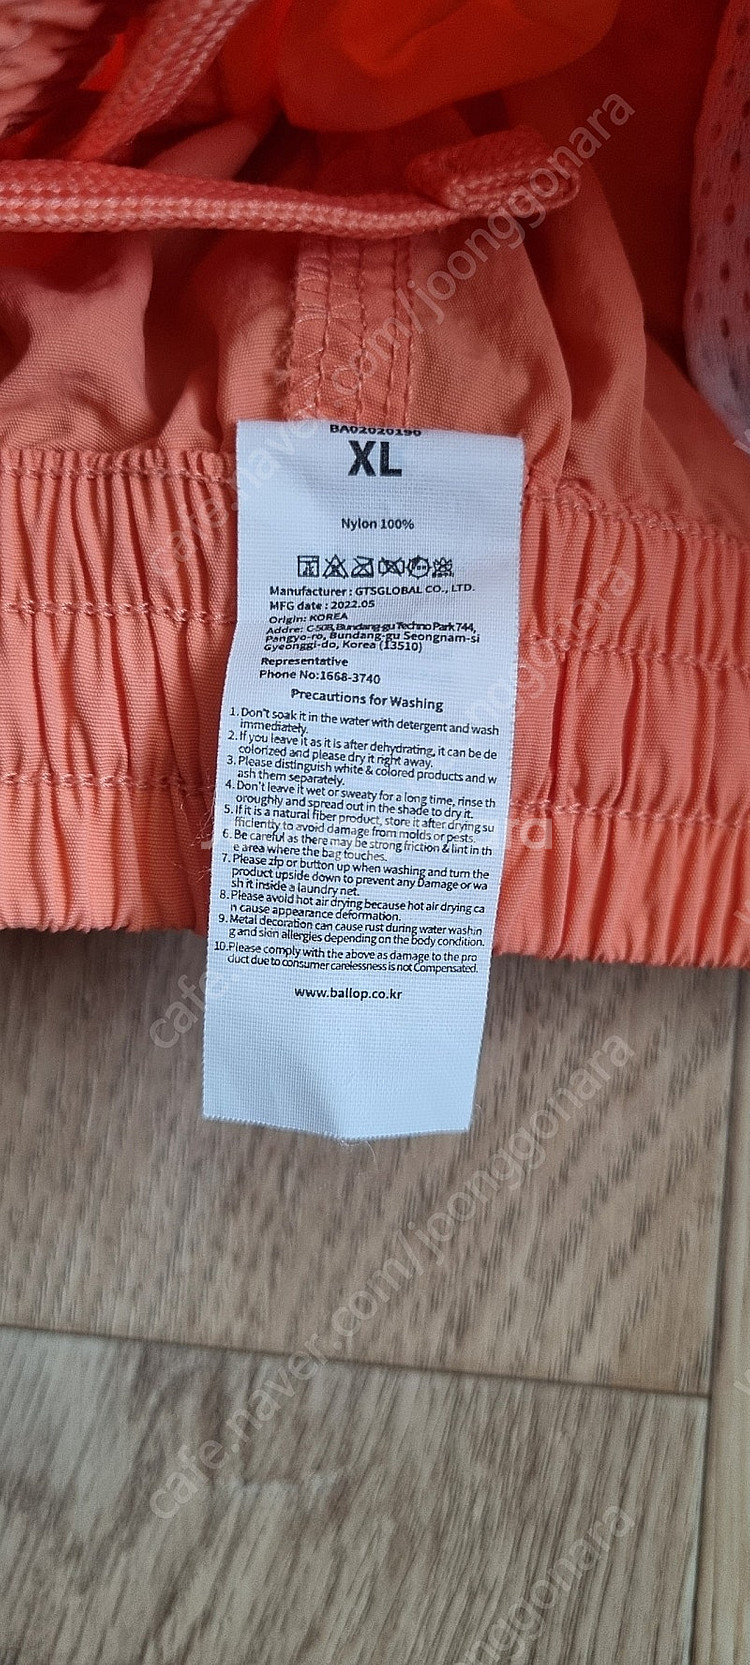 BA02020190
XL
Nylon 100%
Manufacturer : GTSGLOBAL CO., LTD.
MFG date : 2022.05
Origin: KOREA
Addre: C-508, Bundang-gu Techno Park 744,
Pangyo-ro, Bundang-gu Seongnam-si
Gyeonggi-do, Korea (13510)
Representative
Phone No:1668-3740
Precautions for Washing
1. Don't soak it in the water with detergent and wash
immediately.
2. If you leave it as it is after dehydrating, it can be de
colorized and please dry it right away.
3. Please distinguish white & colored products and w
ash them separately.
4. Don't leave it wet or sweaty for a long time, rinse th
oroughly and spread out in the shade to dry it.
5. If it is a natural fiber product, store it after drying su
fficiently to avoid damage from molds or pests.
6. Be careful as there may be strong friction & lint in th
e area where the bag touches.
7. Please zip or button up when washing and turn the
product upside down to prevent any Damage or wa
sh it inside a laundry net.
8. Please avoid hot air drying because hot air drying ca
n cause appearance deformation.
9. Metal decoration can cause rust during water washin
g and skin allergies depending on the body condition.
10.Please comply with the above as damage to the pro
duct due to consumer carelessness is not Compensated.
www.ballop.co.kr
cafe.naver.com/joonggonara
cafe.naver.com/joonggonara
cafe.naver.com/joonggonara
joonggonara